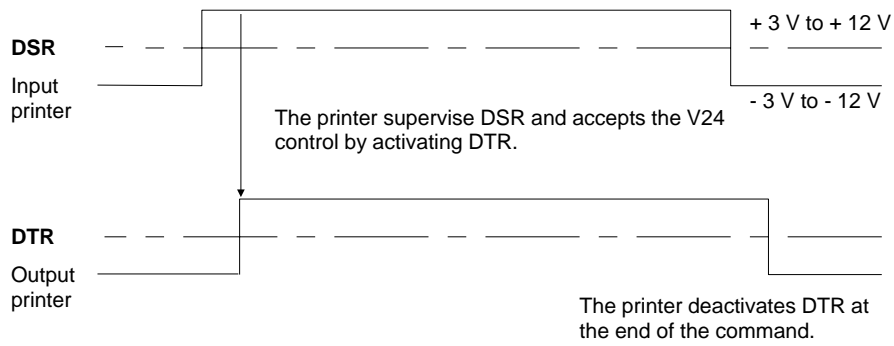 + 3 V to + 12 V
DSR
Input
printer
- 3 V to - 12 V
The printer supervise DSR and accepts the V24
control by activating DTR.
DTR
Output
printer
The printer deactivates DTR at
the end of the command.